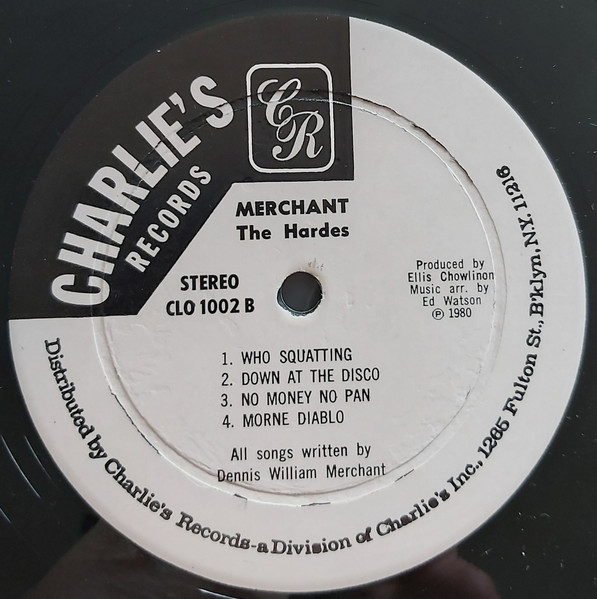 CHARLIE'S
RECORDS
CR
MERCHANT
The Hardes
STEREO
CLO 1002 B
Produced by
Ellis Chowlinon
Music arr. by
Ed Watson
℗ 1980
1. WHO SQUATTING
2. DOWN AT THE DISCO
3. NO MONEY NO PAN
4. MORNE DIABLO
All songs written by
Dennis William Merchant
Distributed by Charlie's Records-a Division of Charlie's Inc., 1265 Fulton St., B'klyn, N.Y. 11216